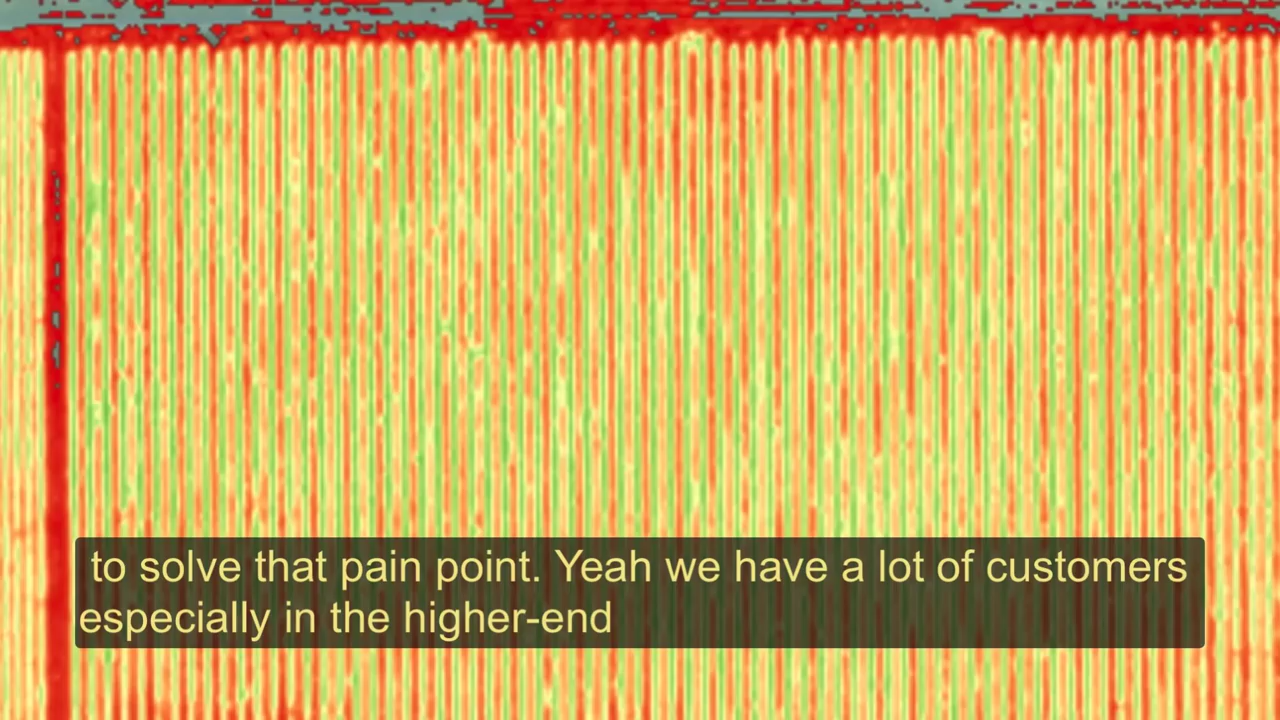 to solve that pain point. Yeah we have a lot of customers
especially in the higher-end